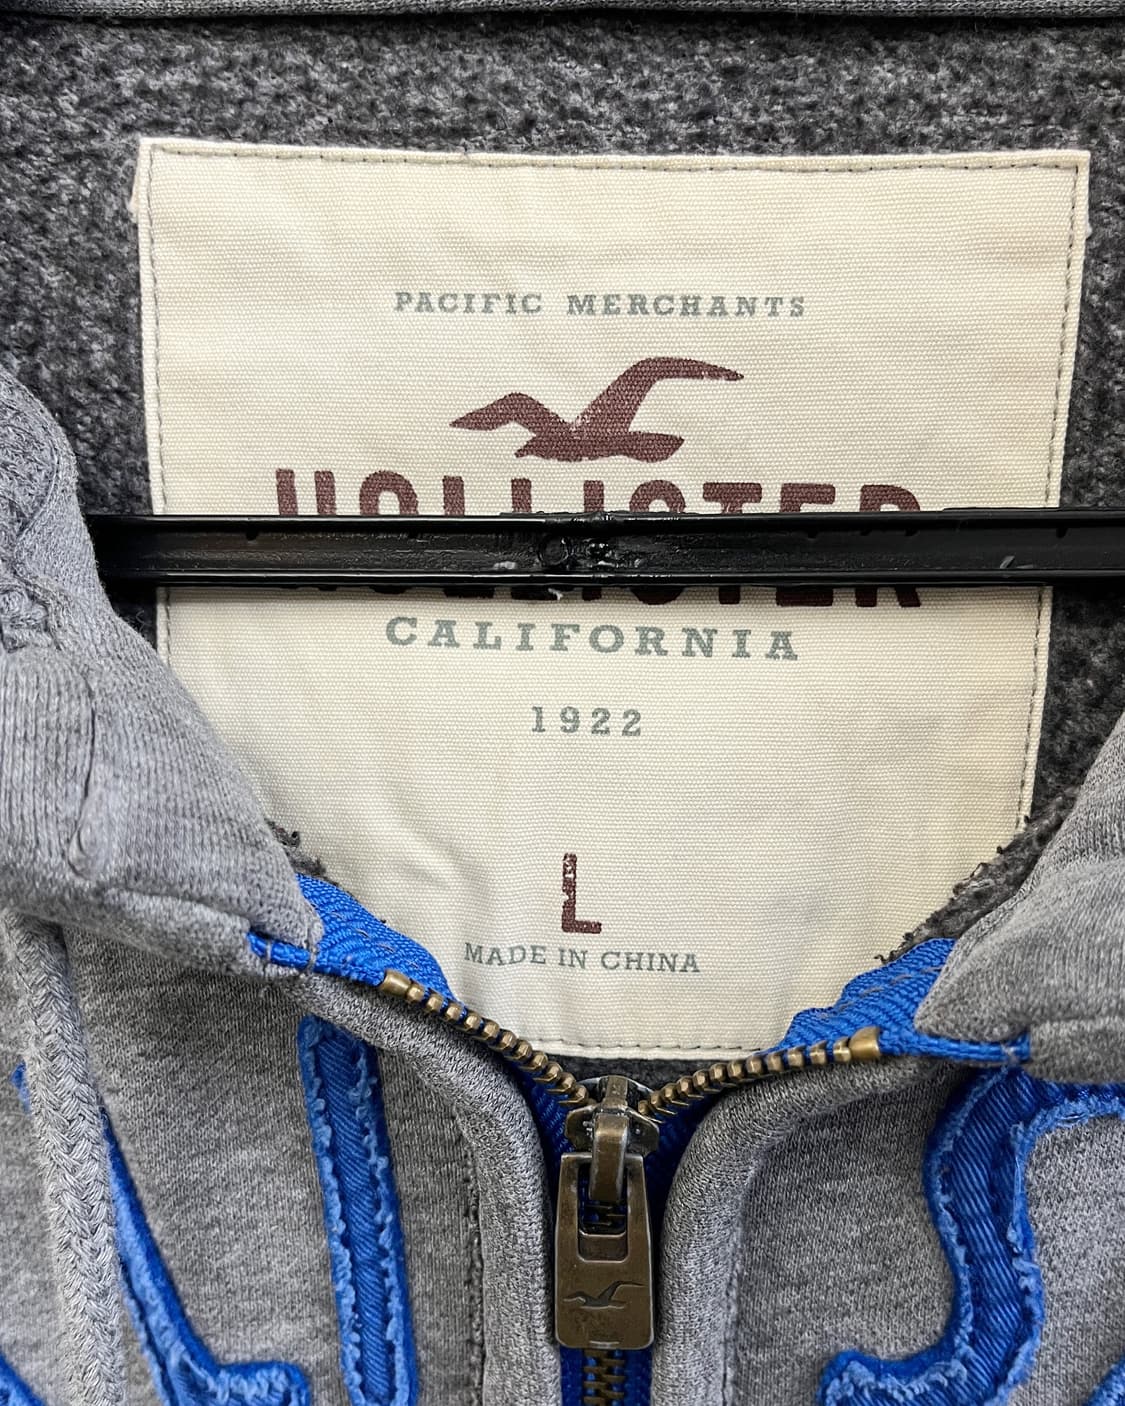 PACIFIC MERCHANTS
HOLLISTER
CALIFORNIA
1922
L
MADE IN CHINA